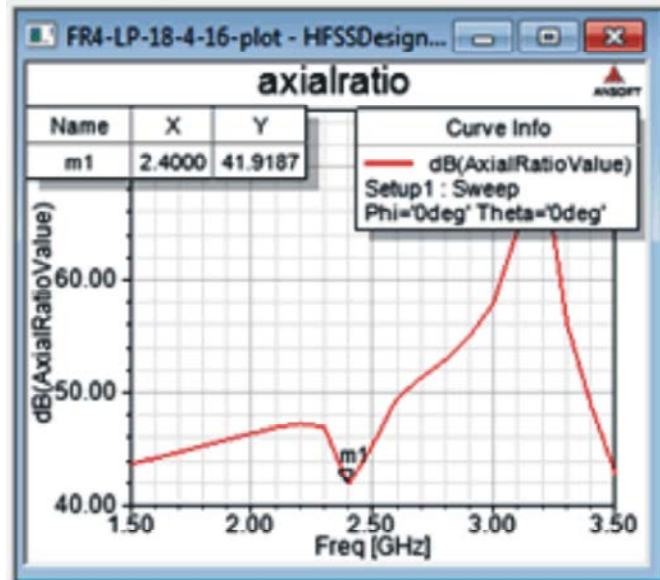 FR4-LP-18-4-16-plot - HFSSDesign...
axialratio
ANSOFT
Name X Y
m1 2.4000 41.9187
Curve Info
dB(AxialRatioValue)
Setup1 : Sweep
Phi='0deg' Theta='0deg'
dB(AxialRatioValue)
60.00
50.00
40.00
m1
1.50 2.00 2.50 3.00 3.50
Freq [GHz]